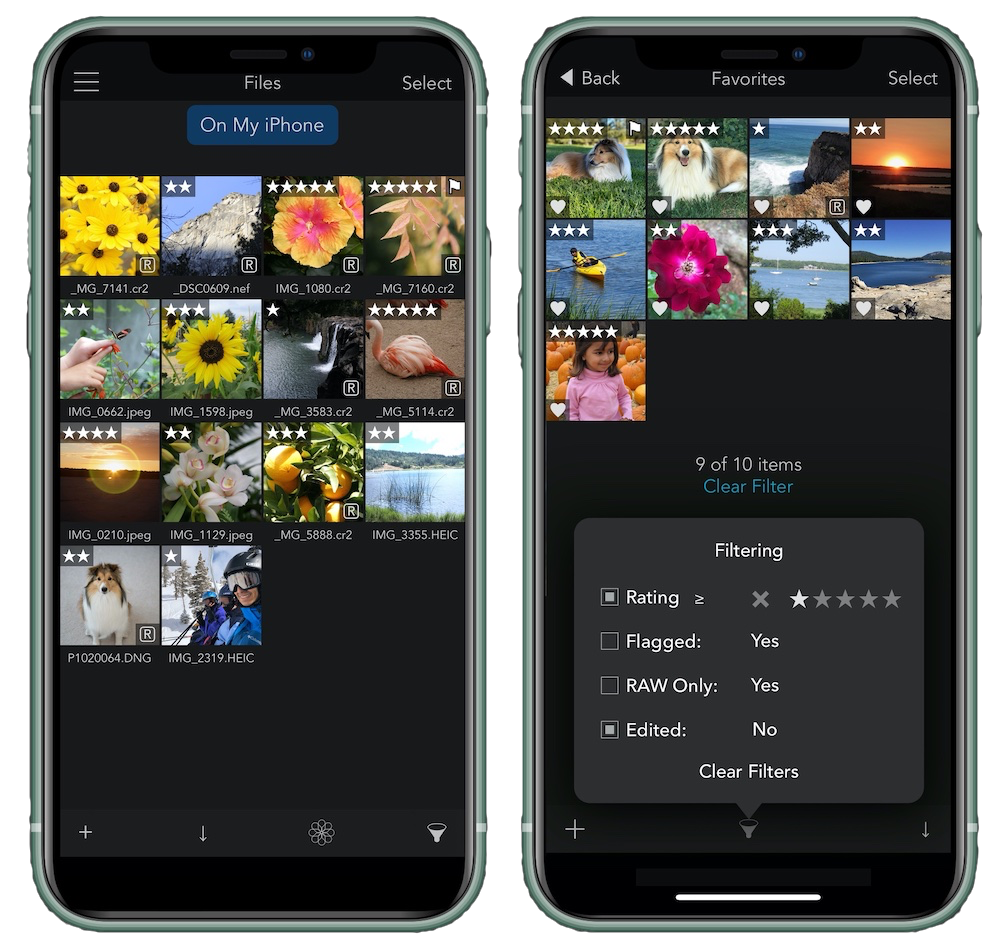 Files
Select
On My iPhone
R
R
R
R
_MG_7141.cr2
_DSC0609.nef
IMG_1080.cr2
_MG_7160.cr2
R
R
IMG_0662.jpeg
IMG_1598.jpeg
_MG_3583.cr2
_MG_5114.cr2
R
IMG_0210.jpeg
IMG_1129.jpeg
_MG_5888.cr2
IMG_3355.HEIC
R
P1020064.DNG
IMG_2319.HEIC
Back
Favorites
Select
R
9 of 10 items
Clear Filter
Filtering
Rating ≥
Flagged: Yes
RAW Only: Yes
Edited: No
Clear Filters